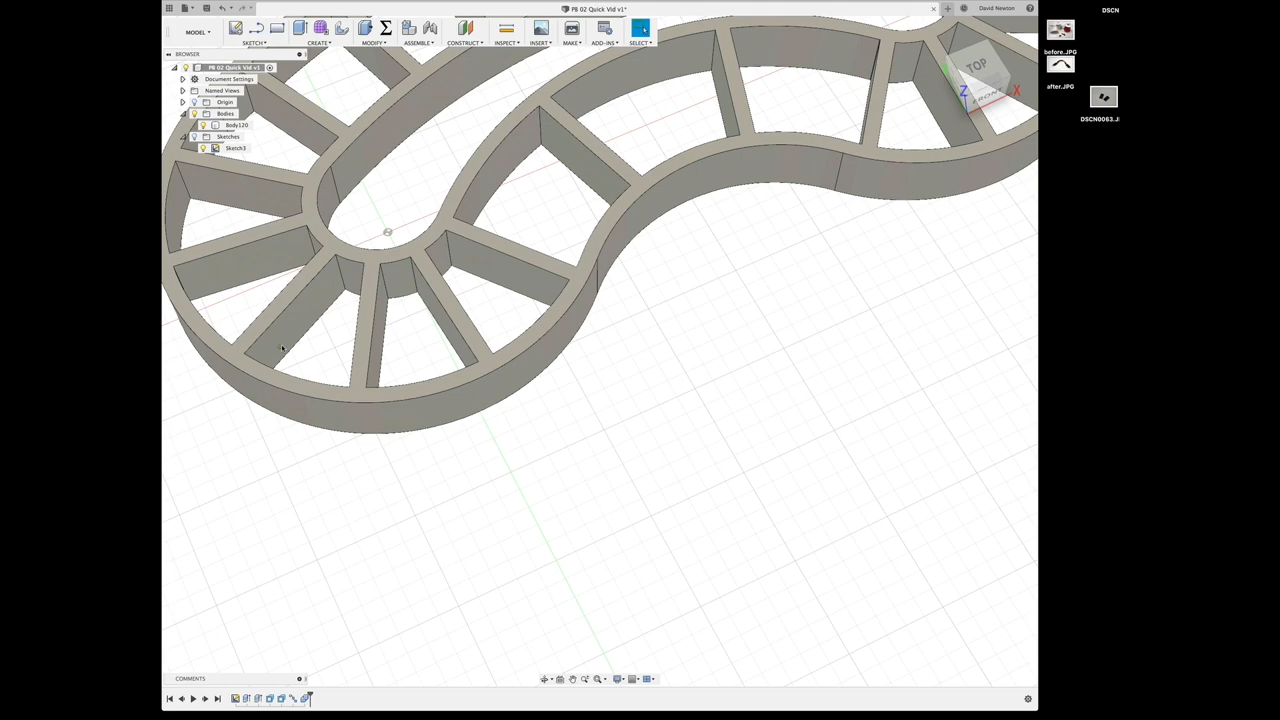 P8 02 Quick Vid v1*
David Newton
MODEL
SKETCH
CREATE
MODIFY
ASSEMBLE
CONSTRUCT
INSPECT
INSERT
MAKE
ADD-INS
SELECT
BROWSER
P8 02 Quick Vid v1
Document Settings
Named Views
Origin
Bodies
Body120
Sketches
Sketch3
TOP
FRONT
Z
X
COMMENTS
DSCN
before.JPG
after.JPG
DSCN0063.J